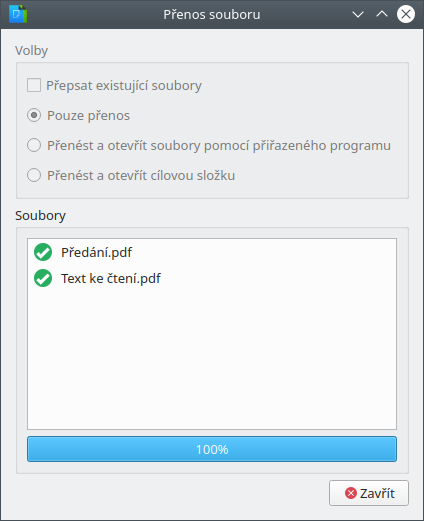 Přenos souboru
Volby
Přepsat existující soubory
Pouze přenos
Přenést a otevřít soubory pomocí přiřazeného programu
Přenést a otevřít cílovou složku
Soubory
Předání.pdf
Text ke čtení.pdf
100%
Zavřít